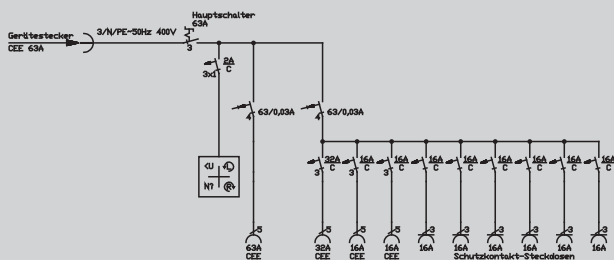 Hauptschalter
63A
Gerätestecker
3/N/PE~50Hz 400V
CEE 63A
3
2A
C
3x1
63/0,03A
4
63/0,03A
4
<U
N?
32A
C
3
16A
C
3
16A
C
3
16A
C
16A
C
16A
C
16A
C
16A
C
16A
C
5
63A
CEE
5
32A
CEE
5
16A
CEE
5
16A
CEE
3
16A
3
16A
3
16A
3
16A
3
16A
3
16A
Schutzkontakt-Steckdosen